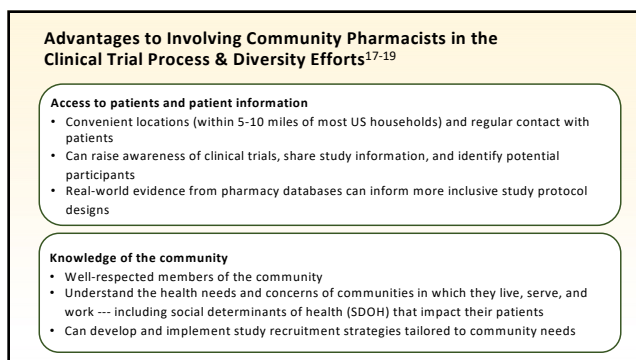 Advantages to Involving Community Pharmacists in the
Clinical Trial Process & Diversity Efforts17-19
Access to patients and patient information
• Convenient locations (within 5-10 miles of most US households) and regular contact with
patients
• Can raise awareness of clinical trials, share study information, and identify potential
participants
• Real-world evidence from pharmacy databases can inform more inclusive study protocol
designs
Knowledge of the community
• Well-respected members of the community
• Understand the health needs and concerns of communities in which they live, serve, and
work --- including social determinants of health (SDOH) that impact their patients
• Can develop and implement study recruitment strategies tailored to community needs